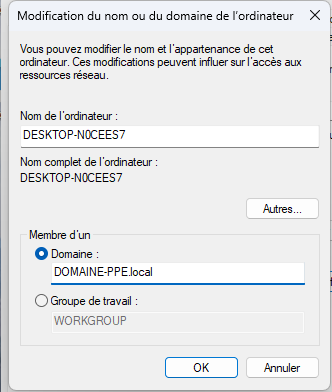 Modification du nom ou du domaine de l'ordinateur
Vous pouvez modifier le nom et l'appartenance de cet
ordinateur. Ces modifications peuvent influer sur l'accès aux
ressources réseau.
Nom de l'ordinateur :
DESKTOP-N0CEES7
Nom complet de l'ordinateur :
DESKTOP-N0CEES7
Autres...
Membre d'un
Domaine :
DOMAINE-PPE.local
Groupe de travail :
WORKGROUP
OK
Annuler